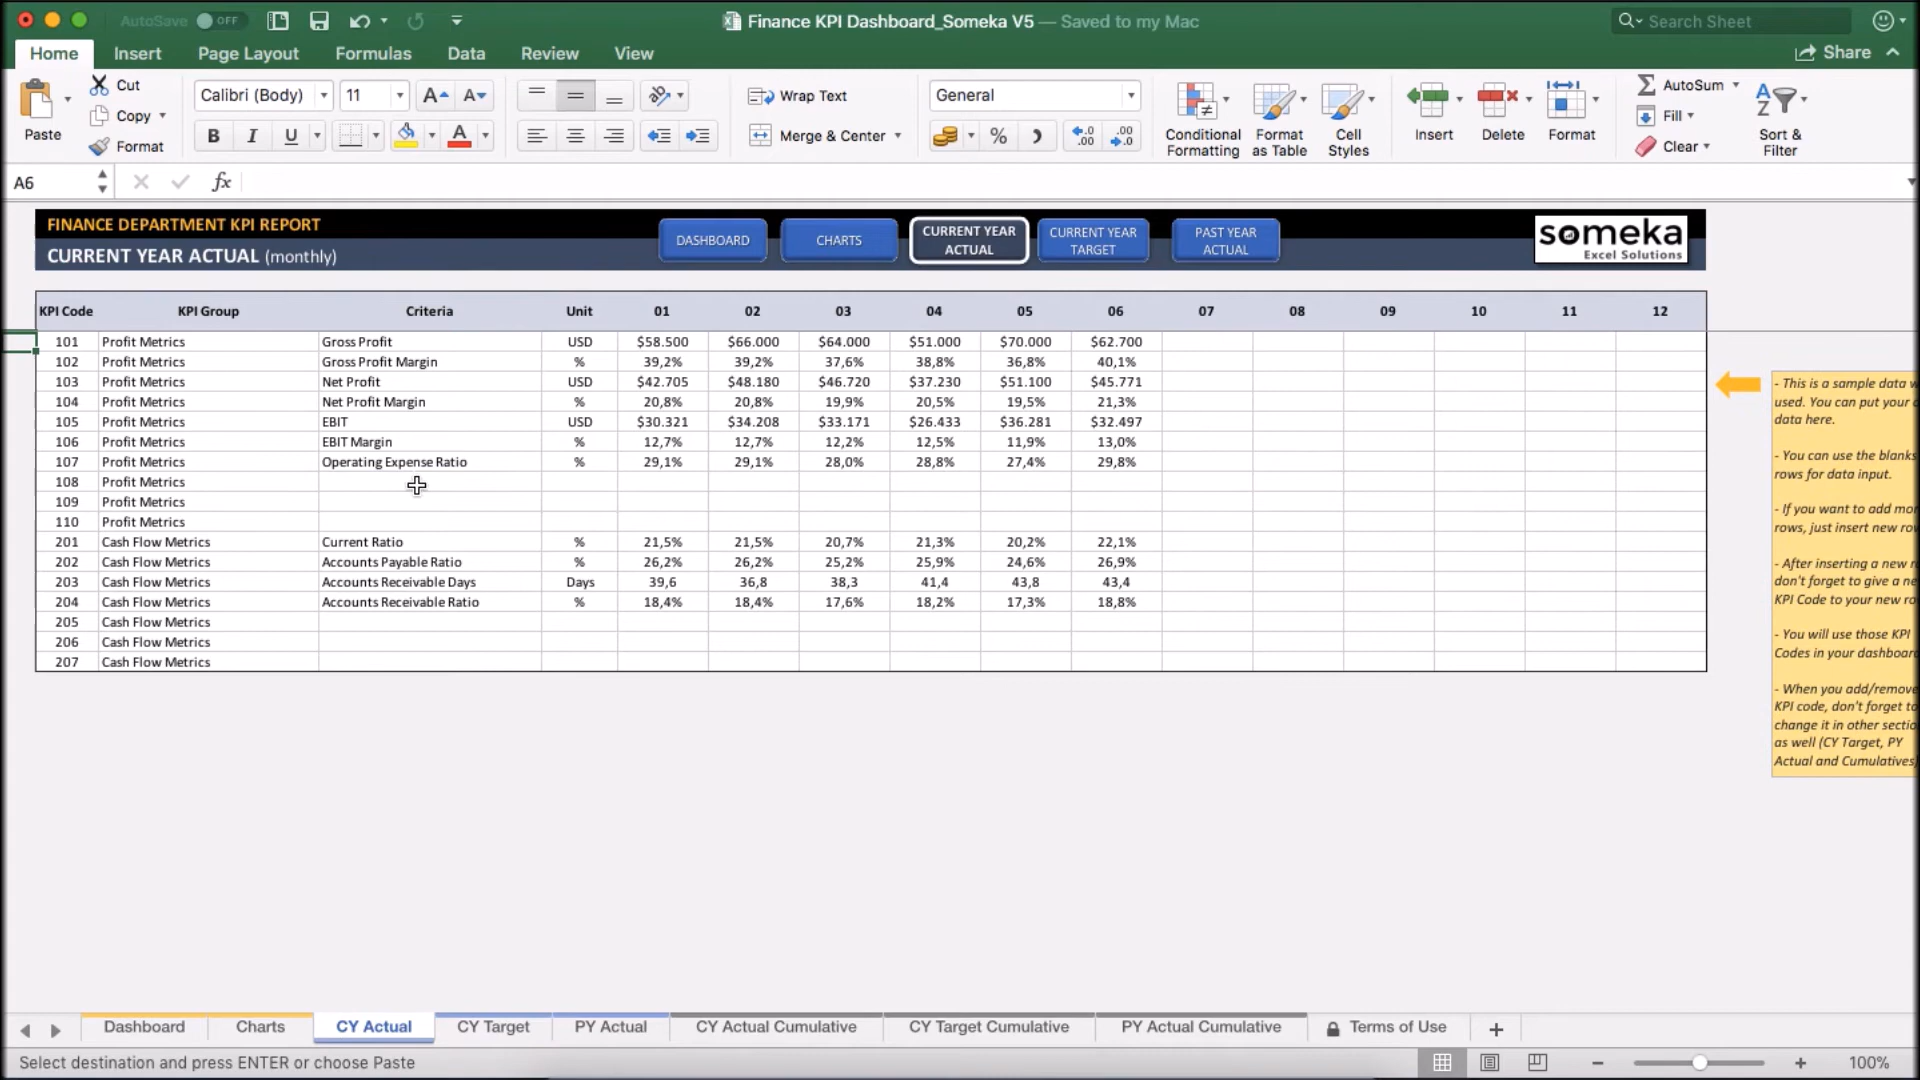 AutoSave OFF
Finance KPI Dashboard_Someka V5 — Saved to my Mac
Search Sheet
Home Insert Page Layout Formulas Data Review View
Share
Paste
Cut
Copy
Format
Calibri (Body) 11
B I U
Wrap Text
Merge & Center
General
Conditional Formatting
Format as Table
Cell Styles
Insert
Delete
Format
AutoSum
Fill
Clear
Sort & Filter
A6
fx
FINANCE DEPARTMENT KPI REPORT
CURRENT YEAR ACTUAL (monthly)
DASHBOARD
CHARTS
CURRENT YEAR ACTUAL
CURRENT YEAR TARGET
PAST YEAR ACTUAL
someka
Excel Solutions
KPI Code KPI Group Criteria Unit 01 02 03 04 05 06 07 08 09 10 11 12
101 Profit Metrics Gross Profit USD $58.500 $66.000 $64.000 $51.000 $70.000 $62.700
102 Profit Metrics Gross Profit Margin % 39,2% 39,2% 37,6% 38,8% 36,8% 40,1%
103 Profit Metrics Net Profit USD $42.705 $48.180 $46.720 $37.230 $51.100 $45.771
104 Profit Metrics Net Profit Margin % 20,8% 20,8% 19,9% 20,5% 19,5% 21,3%
105 Profit Metrics EBIT USD $30.321 $34.208 $33.171 $26.433 $36.281 $32.497
106 Profit Metrics EBIT Margin % 12,7% 12,7% 12,2% 12,5% 11,9% 13,0%
107 Profit Metrics Operating Expense Ratio % 29,1% 29,1% 28,0% 28,8% 27,4% 29,8%
108 Profit Metrics
109 Profit Metrics
110 Profit Metrics
201 Cash Flow Metrics Current Ratio % 21,5% 21,5% 20,7% 21,3% 20,2% 22,1%
202 Cash Flow Metrics Accounts Payable Ratio % 26,2% 26,2% 25,2% 25,9% 24,6% 26,9%
203 Cash Flow Metrics Accounts Receivable Days Days 39,6 36,8 38,3 41,4 43,8 43,4
204 Cash Flow Metrics Accounts Receivable Ratio % 18,4% 18,4% 17,6% 18,2% 17,3% 18,8%
205 Cash Flow Metrics
206 Cash Flow Metrics
207 Cash Flow Metrics
- This is a sample data
used. You can put your
data here.
- You can use the blanks
rows for data input.
- If you want to add
rows, just insert new
- After inserting a new
don't forget to give a
KPI Code to your new
- You will use those KPI
Codes in your
- When you add/remove
KPI code, don't forget to
change it in other
as well (CY Target, PY
Actual and Cumulatives)
Dashboard Charts CY Actual CY Target PY Actual CY Actual Cumulative CY Target Cumulative PY Actual Cumulative Terms of Use +
Select destination and press ENTER or choose Paste
100%